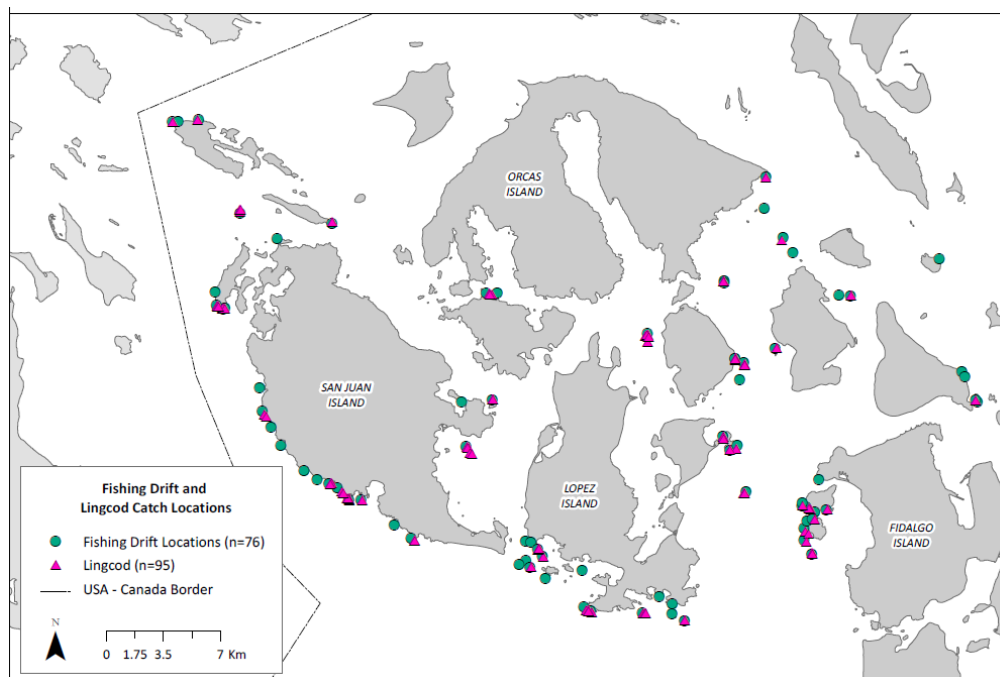 ORCAS
ISLAND
SAN JUAN
ISLAND
LOPEZ
ISLAND
FIDALGO
ISLAND
Fishing Drift and
Lingcod Catch Locations
Fishing Drift Locations (n=76)
Lingcod (n=95)
USA - Canada Border
N
0 1.75 3.5 7 Km